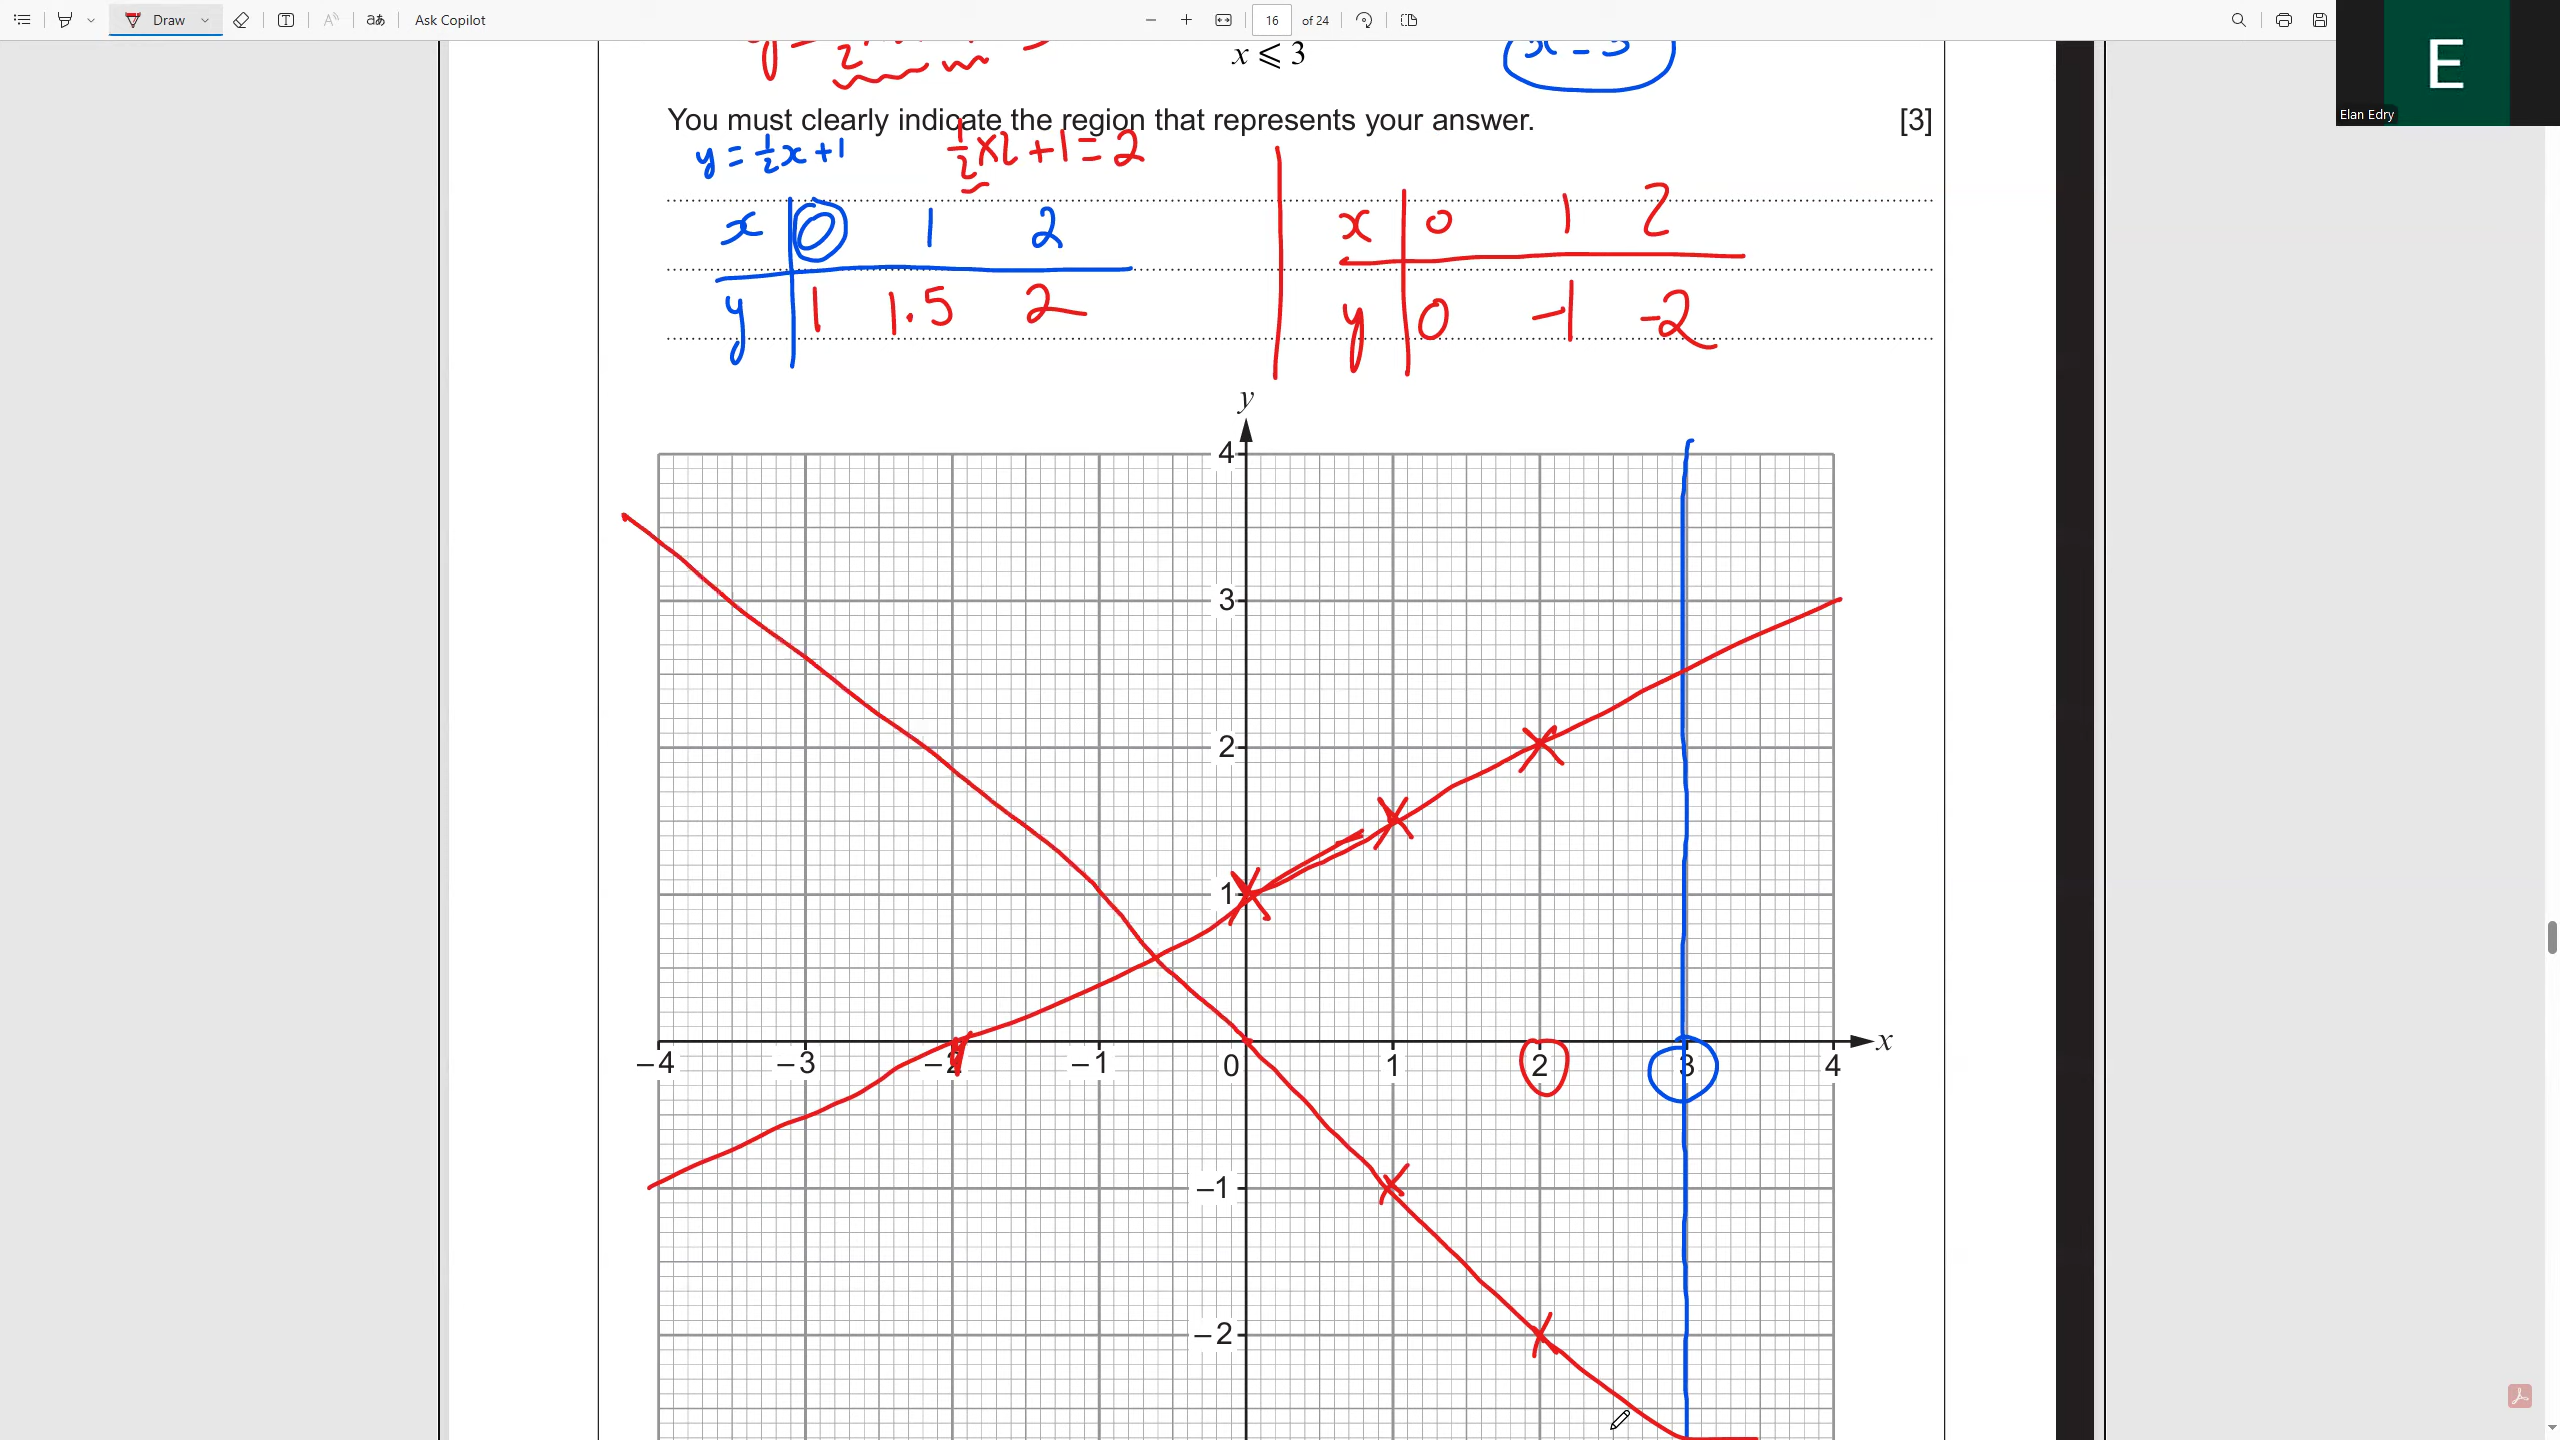 Draw
Ask Copilot
16 of 24
E
Elan Edry
x ⩽ 3
You must clearly indicate the region that represents your answer. [3]
y = ½x + 1
½ × 2 + 1 = 2
x 0 1 2
y 1 1.5 2
x 0 1 2
y 0 -1 -2
y
4
3
2
1
−4 −3 −2 −1 0 1 2 3 4 x
−1
−2